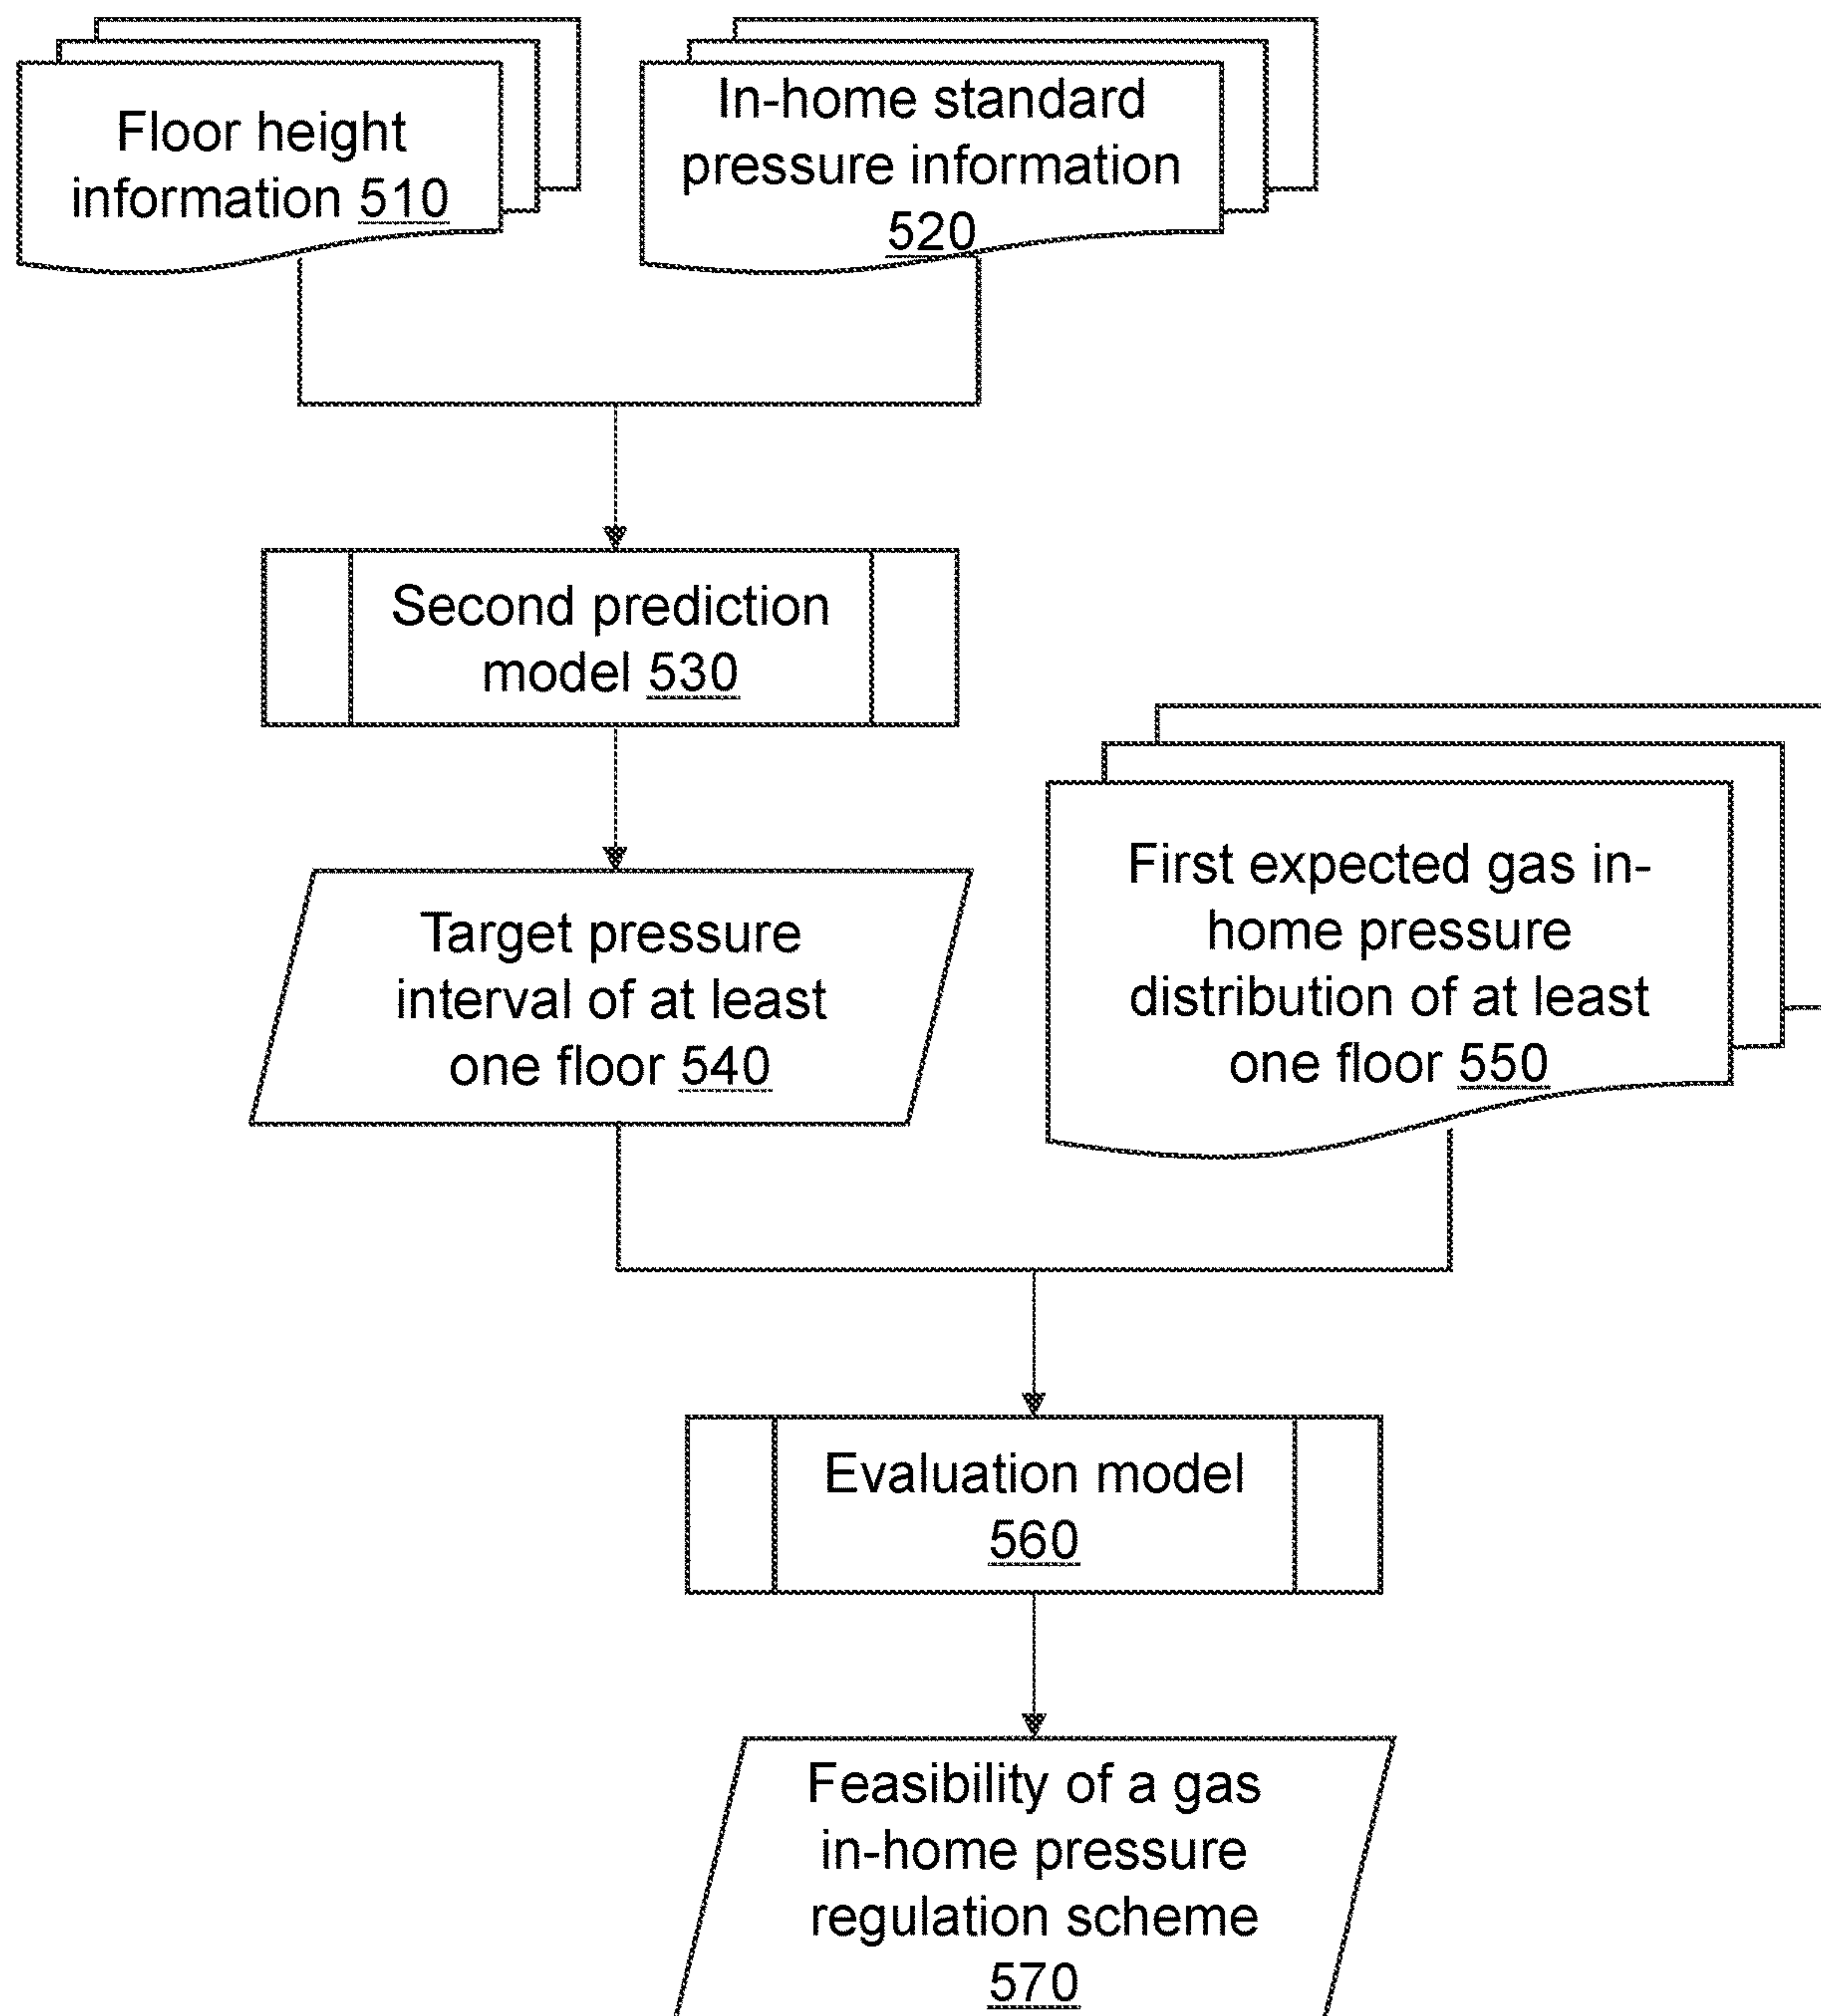 Floor height
information 510
In-home standard
pressure information
520
Second prediction
model 530
Target pressure
interval of at least
one floor 540
First expected gas in-
home pressure
distribution of at least
one floor 550
Evaluation model
560
Feasibility of a gas
in-home pressure
regulation scheme
570